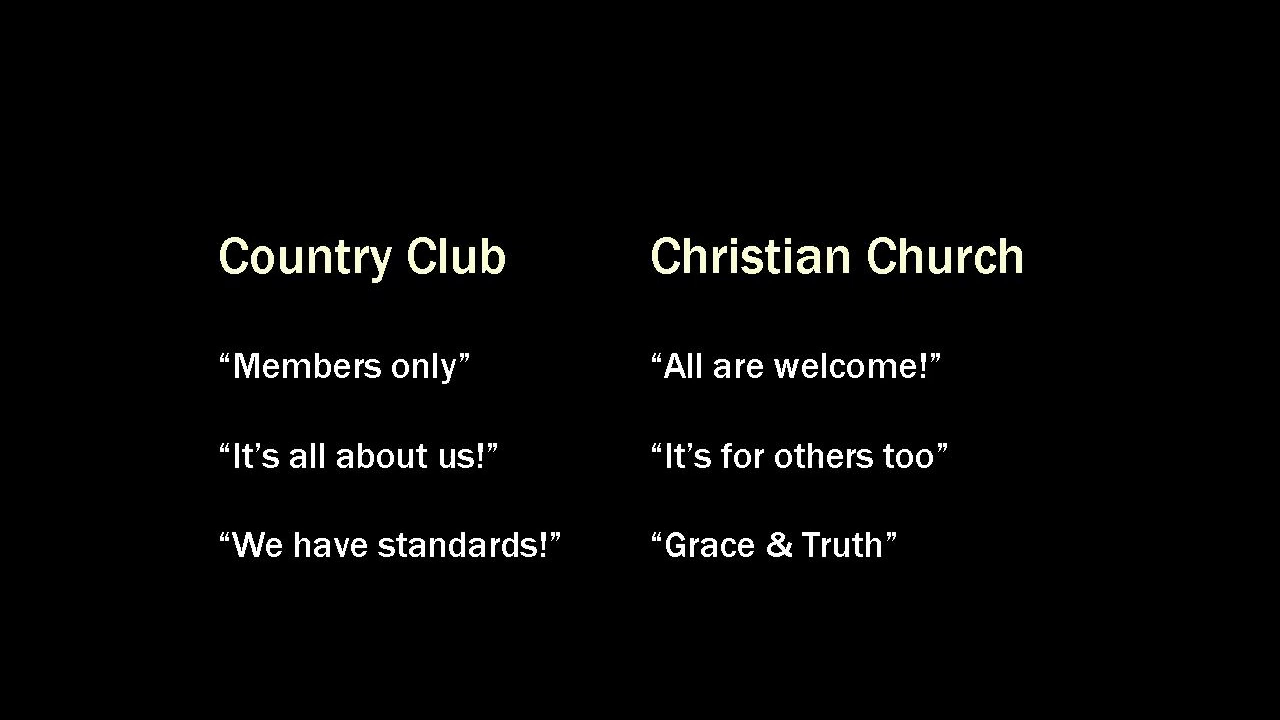 Country Club
Christian Church
“Members only”
“All are welcome!”
“It’s all about us!”
“It’s for others too”
“We have standards!”
“Grace & Truth”